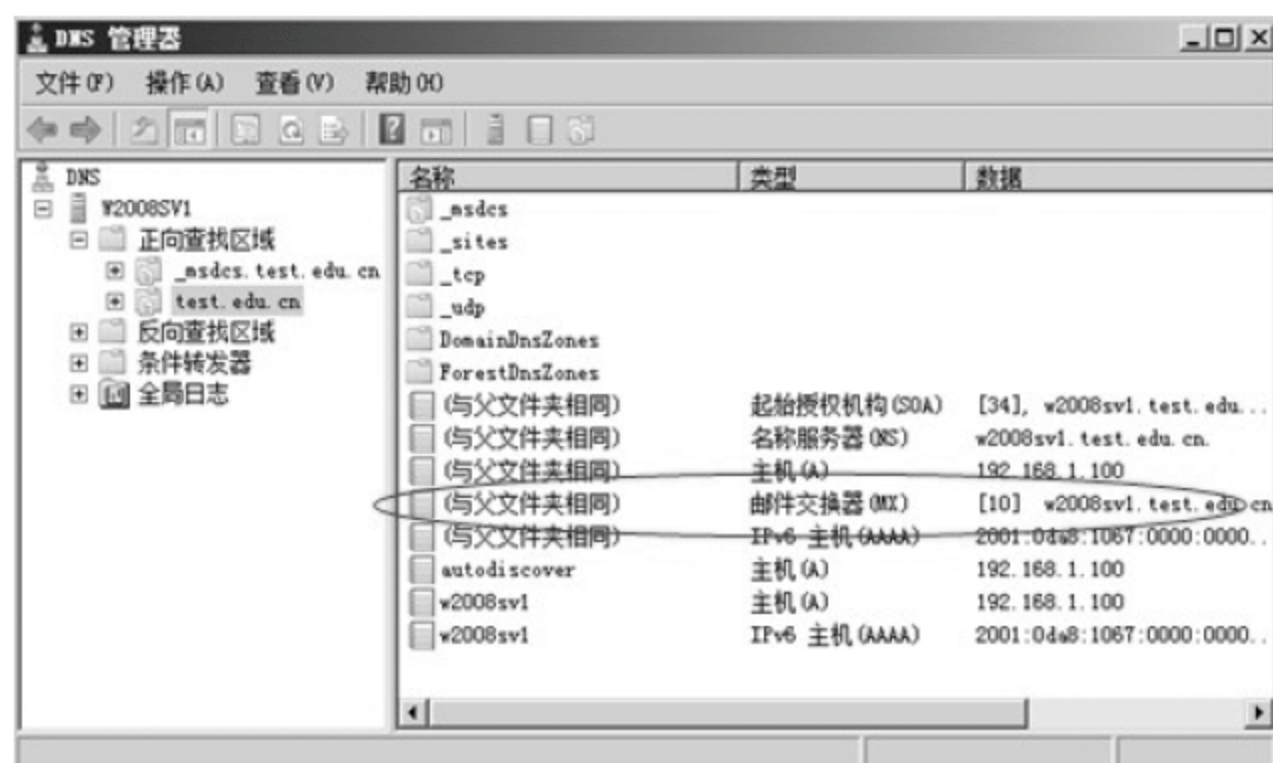 DNS 管理器
文件(F) 操作(A) 查看(V) 帮助(H)
DNS
W2008SV1
正向查找区域
_msdcs.test.edu.cn
test.edu.cn
反向查找区域
条件转发器
全局日志
名称 类型 数据
_msdcs
_sites
_tcp
_udp
DomainDnsZones
ForestDnsZones
(与父文件夹相同) 起始授权机构(SOA) [34], w2008sv1.test.edu...
(与父文件夹相同) 名称服务器(NS) w2008sv1.test.edu.cn.
(与父文件夹相同) 主机(A) 192.168.1.100
(与父文件夹相同) 邮件交换器(MX) [10] w2008sv1.test.edu.cn
(与父文件夹相同) IPv6 主机(AAAA) 2001:0da8:1067:0000:0000..
autodiscover 主机(A) 192.168.1.100
w2008sv1 主机(A) 192.168.1.100
w2008sv1 IPv6 主机(AAAA) 2001:0da8:1067:0000:0000..